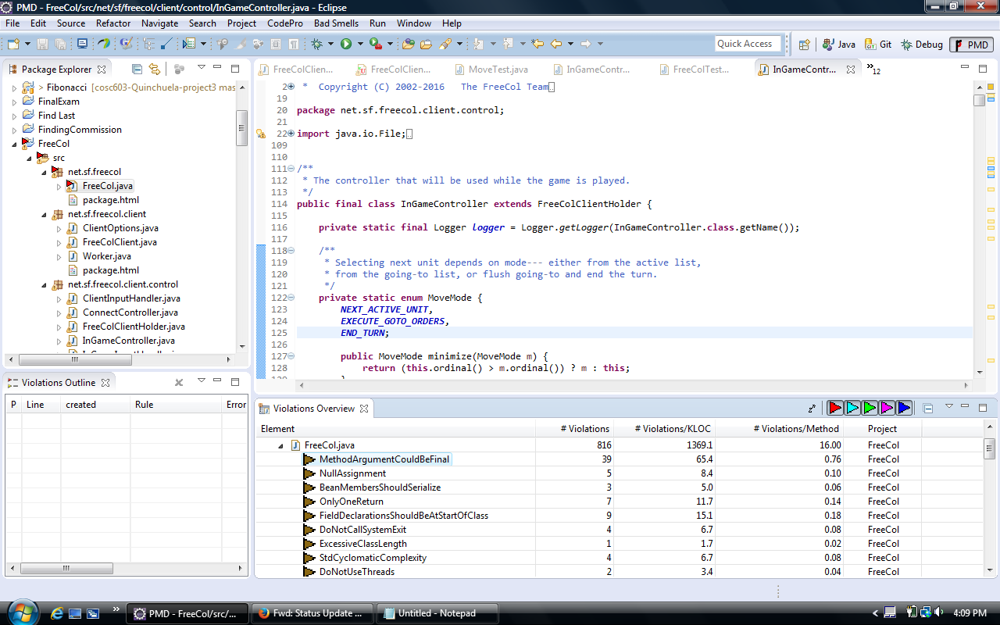 PMD - FreeCol/src/net/sf/freecol/client/control/InGameController.java - Eclipse
File Edit Source Refactor Navigate Search Project CodePro Bad Smells Run Window Help
Quick Access
Java Git Debug PMD
Package Explorer
> Fibonacci [cosc603-Quinchuela-project3 mas
FinalExam
Find Last
FindingCommission
FreeCol
src
net.sf.freecol
FreeCol.java
package.html
net.sf.freecol.client
ClientOptions.java
FreeColClient.java
Worker.java
package.html
net.sf.freecol.client.control
ClientInputHandler.java
ConnectController.java
FreeColClientHolder.java
InGameController.java
FreeColClien... FreeColClien... MoveTest.java InGameContr... FreeColTest... InGameContr... »12
2 * Copyright (C) 2002-2016 The FreeCol Team
19
20 package net.sf.freecol.client.control;
21
22 import java.io.File;
109
110
111 /**
112 * The controller that will be used while the game is played.
113 */
114 public final class InGameController extends FreeColClientHolder {
115
116 private static final Logger logger = Logger.getLogger(InGameController.class.getName());
117
118 /**
119 * Selecting next unit depends on mode--- either from the active list,
120 * from the going-to list, or flush going-to and end the turn.
121 */
122 private static enum MoveMode {
123 NEXT_ACTIVE_UNIT,
124 EXECUTE_GOTO_ORDERS,
125 END_TURN;
126
127 public MoveMode minimize(MoveMode m) {
128 return (this.ordinal() > m.ordinal()) ? m : this;
Violations Outline
P Line created Rule Error
Violations Overview
Element # Violations # Violations/KLOC # Violations/Method Project
FreeCol.java 816 1369.1 16.00 FreeCol
MethodArgumentCouldBeFinal 39 65.4 0.76 FreeCol
NullAssignment 5 8.4 0.10 FreeCol
BeanMembersShouldSerialize 3 5.0 0.06 FreeCol
OnlyOneReturn 7 11.7 0.14 FreeCol
FieldDeclarationsShouldBeAtStartOfClass 9 15.1 0.18 FreeCol
DoNotCallSystemExit 4 6.7 0.08 FreeCol
ExcessiveClassLength 1 1.7 0.02 FreeCol
StdCyclomaticComplexity 4 6.7 0.08 FreeCol
DoNotUseThreads 2 3.4 0.04 FreeCol
PMD - FreeCol/src/... Fwd: Status Update ... Untitled - Notepad 4:09 PM